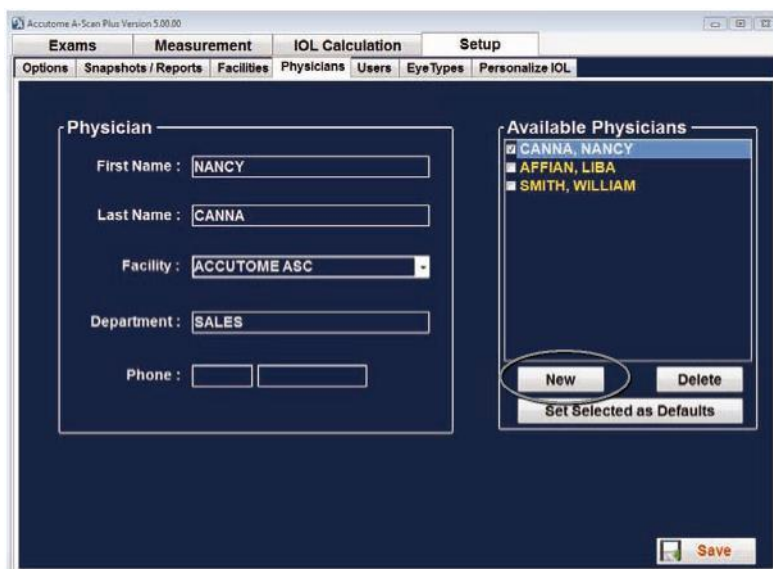 Accutome A-Scan Plus Version 5.00.00
Exams Measurement IOL Calculation Setup
Options Snapshots / Reports Facilities Physicians Users EyeTypes Personalize IOL
Physician
First Name : NANCY
Last Name : CANNA
Facility : ACCUTOME ASC
Department : SALES
Phone :
Available Physicians
CANNA, NANCY
AFFIAN, LIBA
SMITH, WILLIAM
New Delete
Set Selected as Defaults
Save